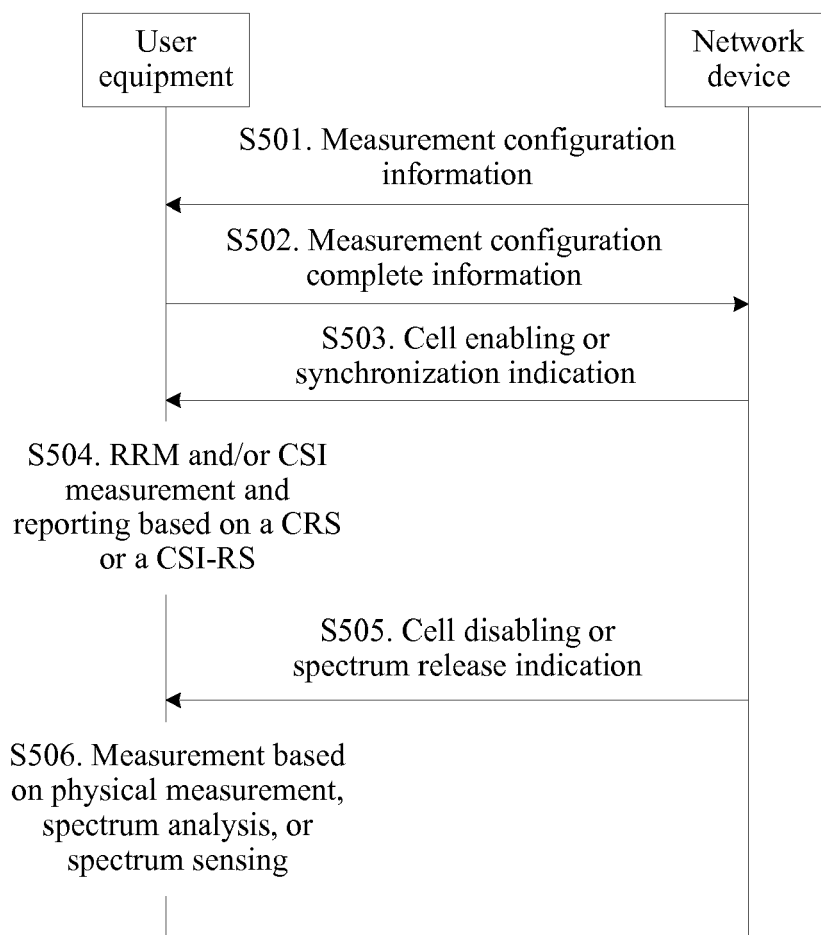 User
equipment
Network
device
S501. Measurement configuration
information
S502. Measurement configuration
complete information
S503. Cell enabling or
synchronization indication
S504. RRM and/or CSI
measurement and
reporting based on a CRS
or a CSI-RS
S505. Cell disabling or
spectrum release indication
S506. Measurement based
on physical measurement,
spectrum analysis, or
spectrum sensing